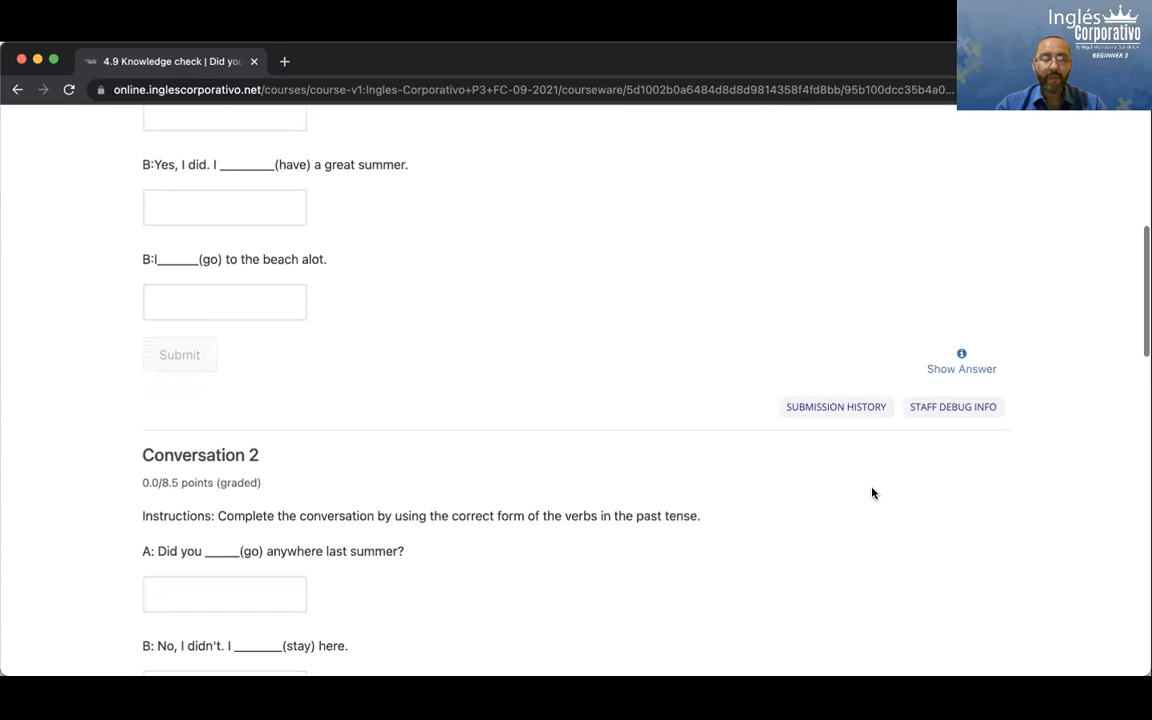 Inglés
Corporativo
BEGINNER 3
4.9 Knowledge check | Did you
online.inglescorporativo.net/courses/course-v1:Ingles-Corporativo+P3+FC-09-2021/courseware/5d1002b0a6484d8d8d9814358f4fd8bb/95b100dcc35b4a0...
B:Yes, I did. I ________(have) a great summer.
B:I______(go) to the beach alot.
Submit
Show Answer
SUBMISSION HISTORY STAFF DEBUG INFO
Conversation 2
0.0/8.5 points (graded)
Instructions: Complete the conversation by using the correct form of the verbs in the past tense.
A: Did you _____(go) anywhere last summer?
B: No, I didn't. I _______(stay) here.